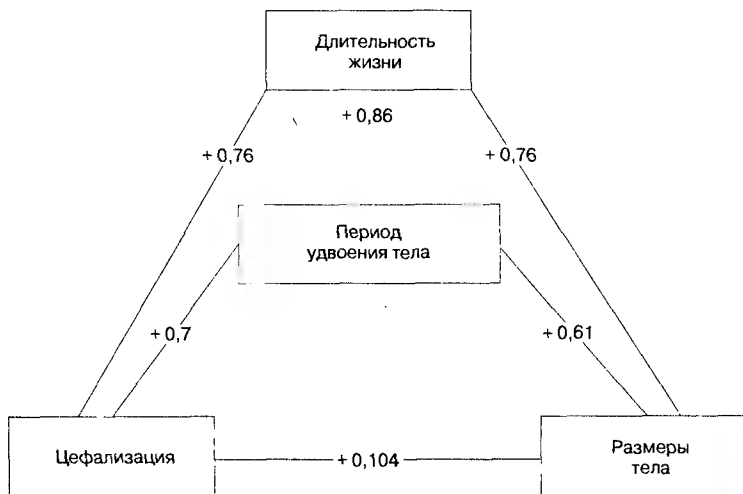 Длительность
жизни
+ 0,86
+ 0,76
+ 0,76
Период
удвоения тела
+ 0,7
+ 0,61
Цефализация
+ 0,104
Размеры
тела